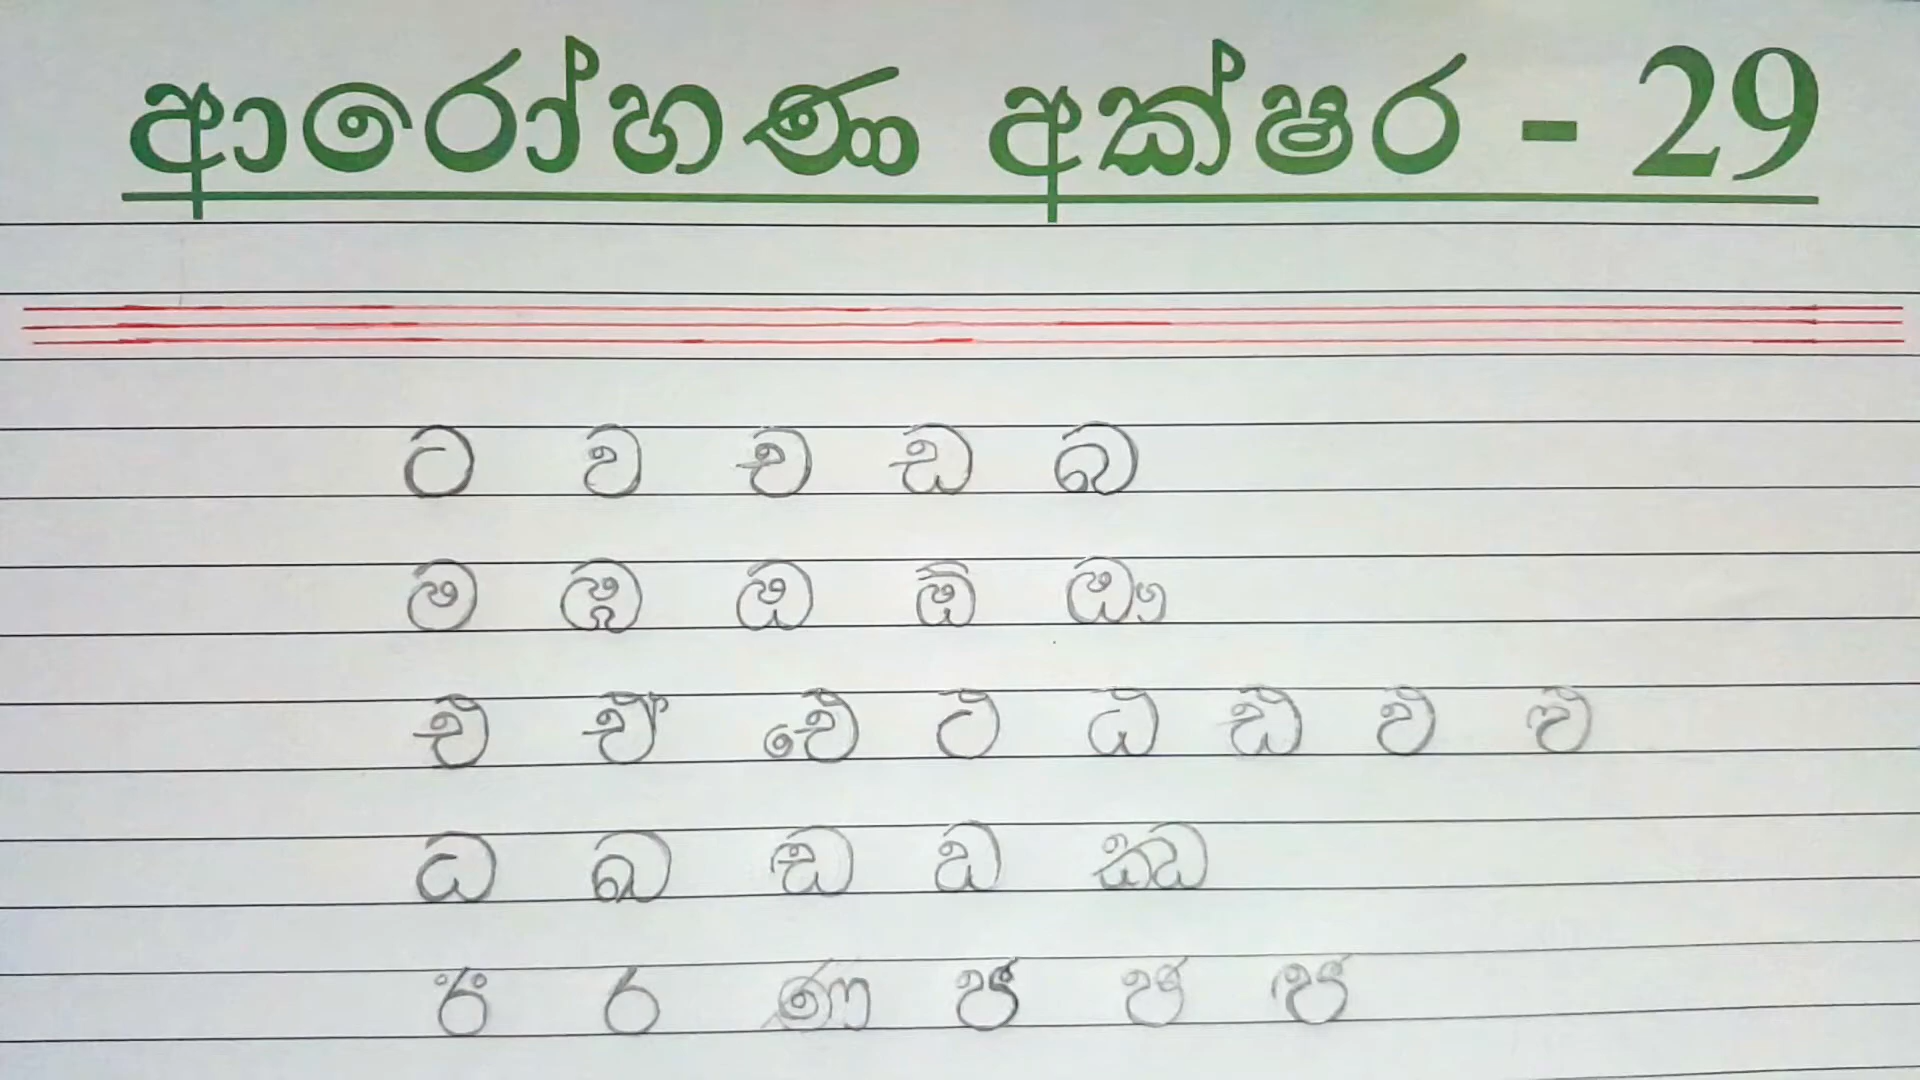 ආරෝහණ අක්ෂර - 29
ට ව ච ඩ ඛ
ම ඹ ඔ ඕ ඔෟ
එ ඒ ඓ ට් ඩ් ව්
ඩ ඛ ඬ ඩ ක්‍ඩ
ඊ ර ණ ජ ජ ඡ